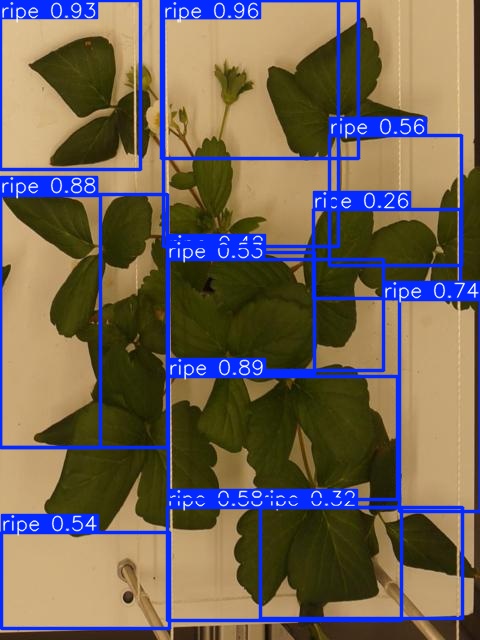 ripe 0.93
ripe 0.96
ripe 0.56
ripe 0.88
ripe 0.26
ripe 0.53
ripe 0.74
ripe 0.89
ripe 0.58
ripe 0.32
ripe 0.54